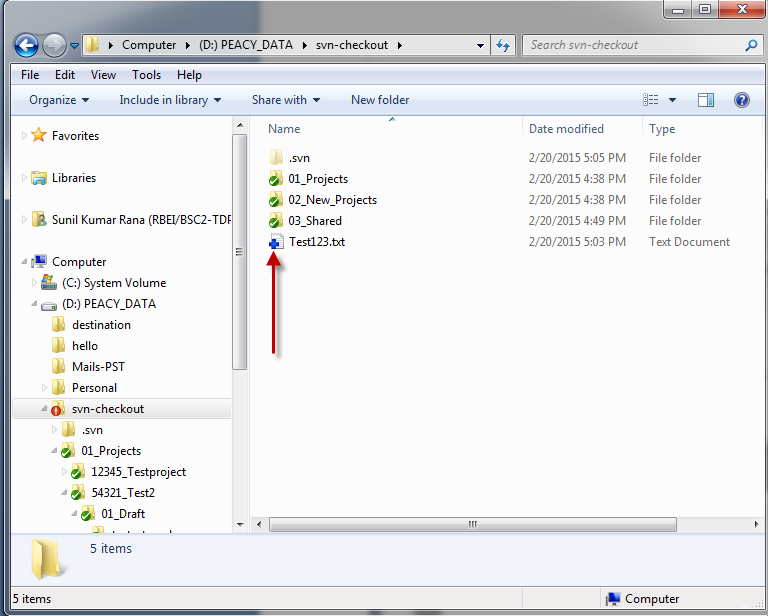 Computer ▸ (D:) PEACY_DATA ▸ svn-checkout ▸
Search svn-checkout
File Edit View Tools Help
Organize Include in library Share with New folder
Name Date modified Type
Favorites
Libraries
Sunil Kumar Rana (RBEI/BSC2-TDP
Computer
(C:) System Volume
(D:) PEACY_DATA
destination
hello
Mails-PST
Personal
svn-checkout
.svn
01_Projects
12345_Testproject
54321_Test2
01_Draft
.svn 2/20/2015 5:05 PM File folder
01_Projects 2/20/2015 4:38 PM File folder
02_New_Projects 2/20/2015 4:38 PM File folder
03_Shared 2/20/2015 4:49 PM File folder
Test123.txt 2/20/2015 5:03 PM Text Document
5 items
5 items Computer